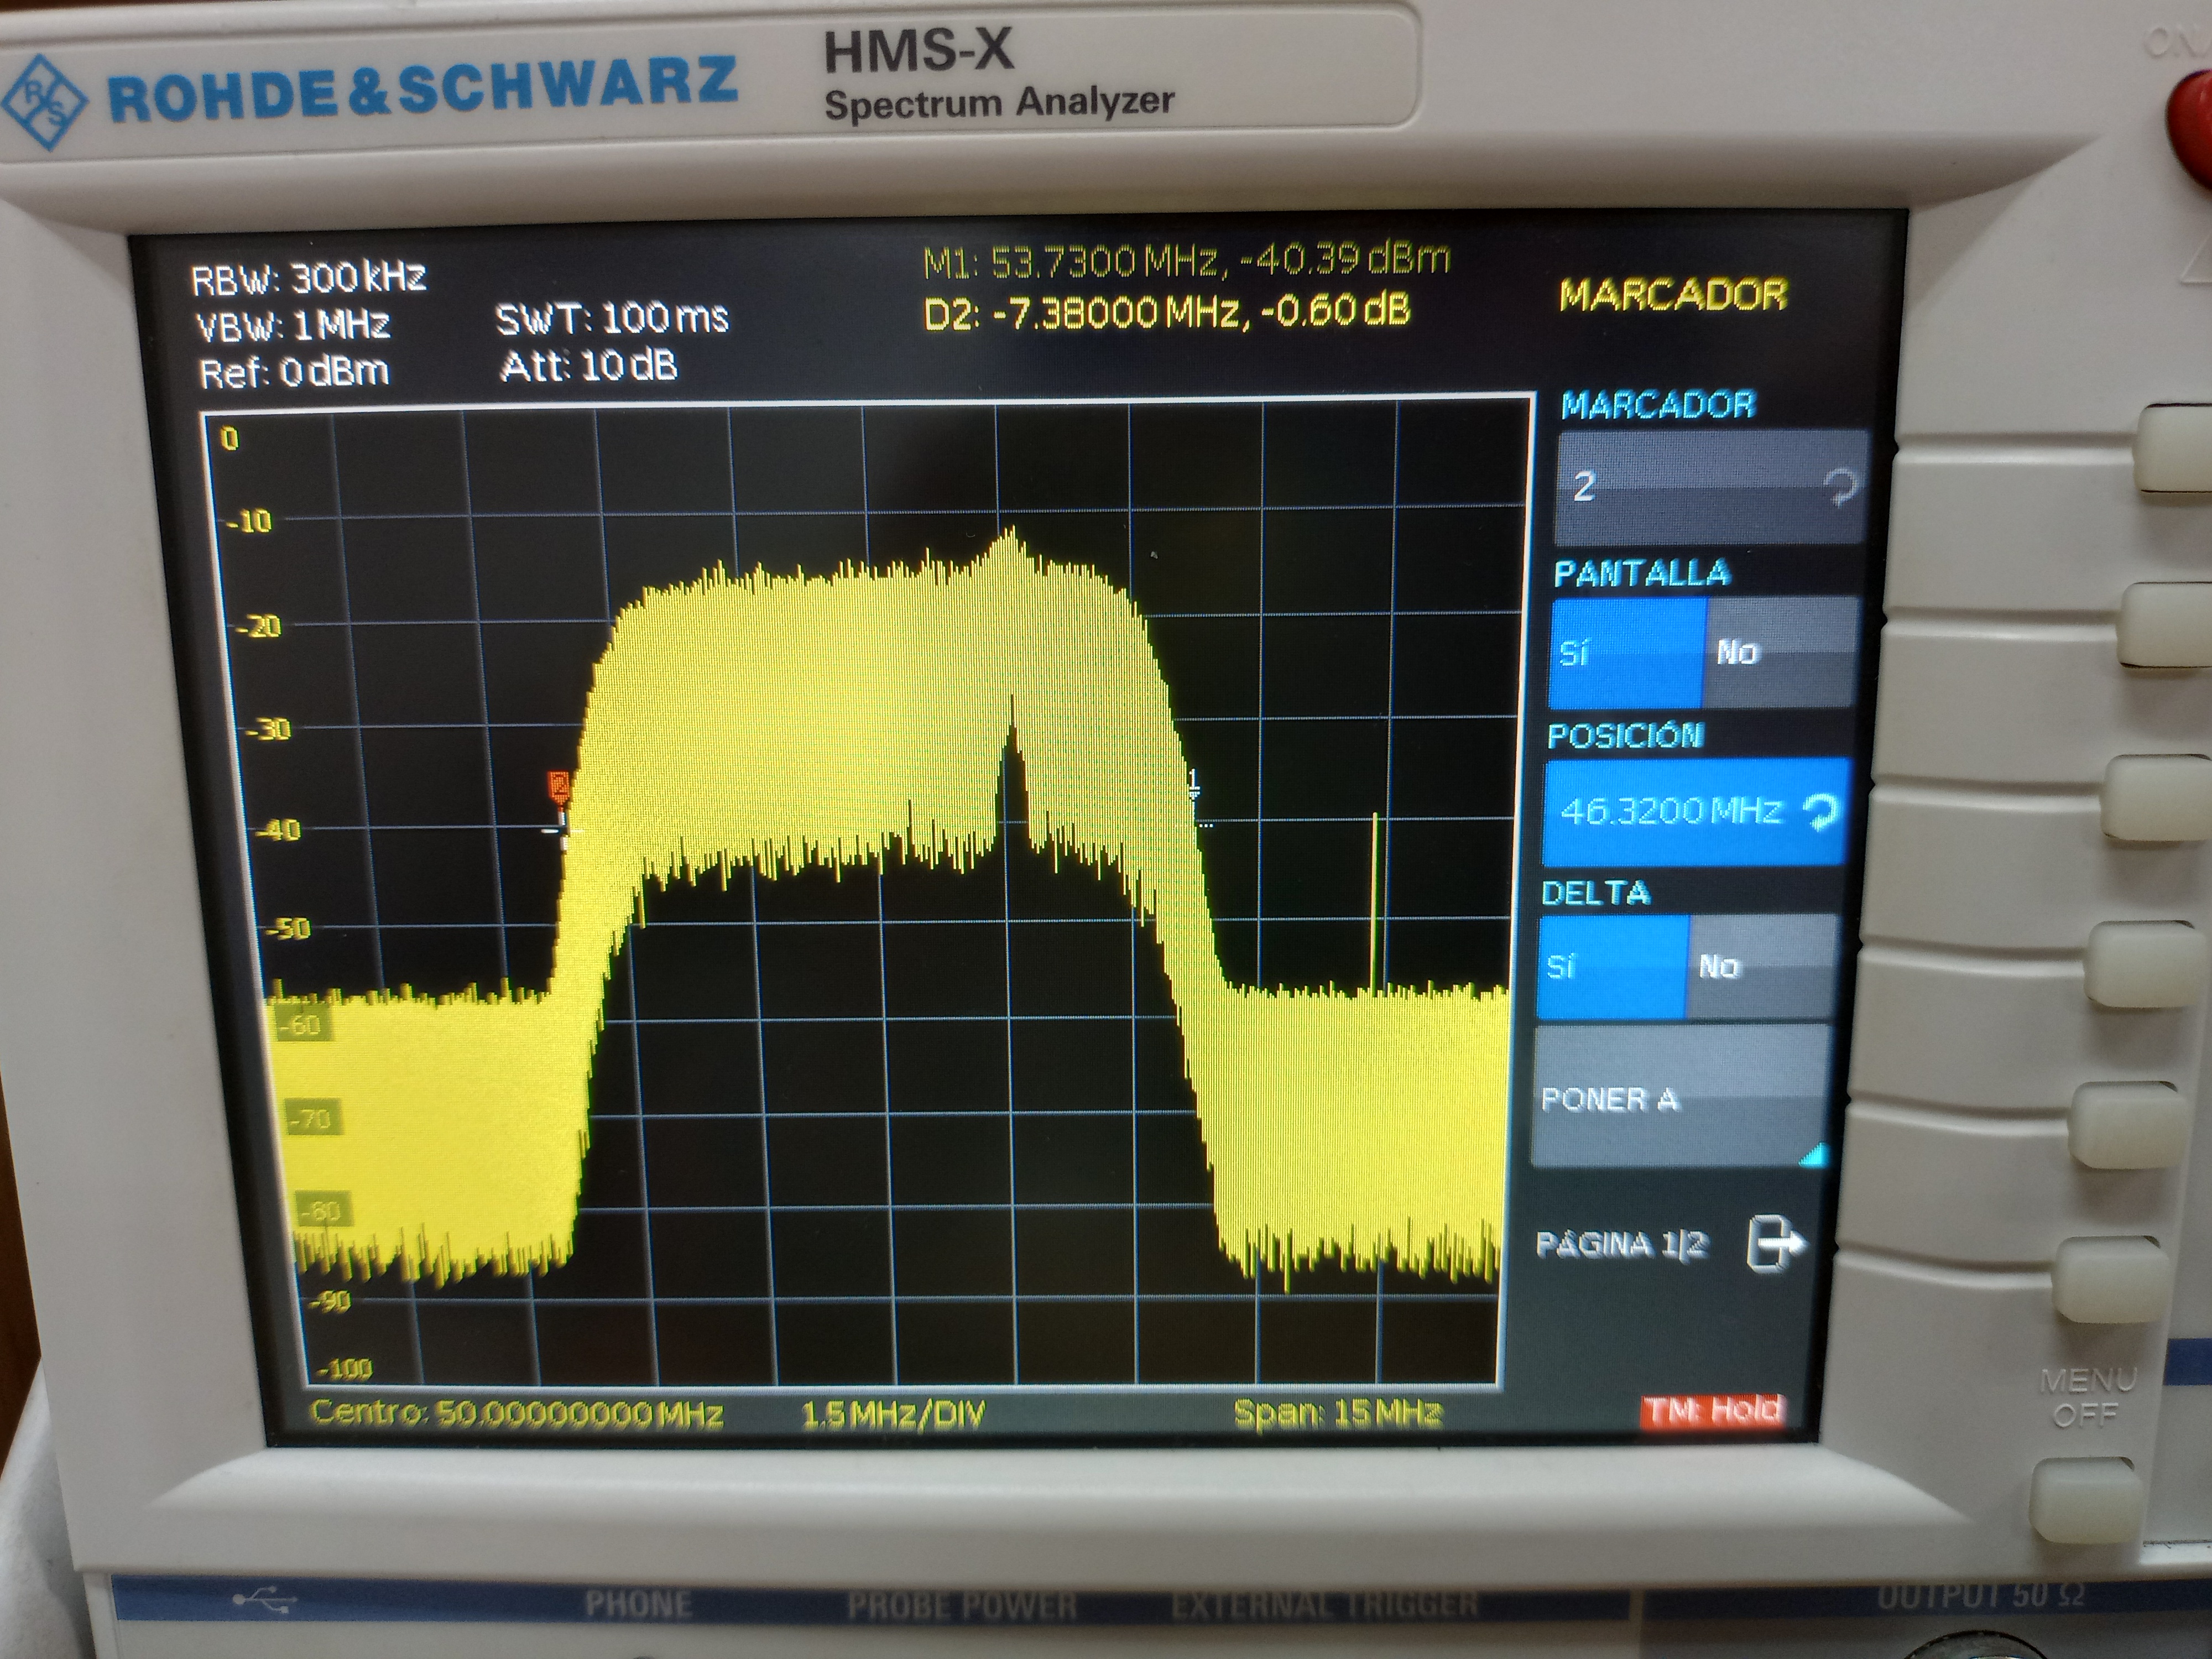 ROHDE&SCHWARZ
HMS-X
Spectrum Analyzer
R S
RBW: 300 kHz
VBW: 1 MHz
SWT: 100 ms
Ref: 0 dBm
Att: 10 dB
M1: 53.7300 MHz, -40.39 dBm
D2: -7.38000 MHz, -0.60 dB
MARCADOR
MARCADOR
2
PANTALLA
Sí No
POSICIÓN
46.3200 MHz
DELTA
Sí No
PONER A
PÁGINA 1|2
0
-10
-20
-30
-40
-50
-60
-70
-80
-90
-100
2
1
Centro: 50.00000000 MHz
1.5 MHz/DIV
Span: 15 MHz
TM: Hold
MENU
OFF
PHONE
PROBE POWER
EXTERNAL TRIGGER
OUTPUT 50 Ω